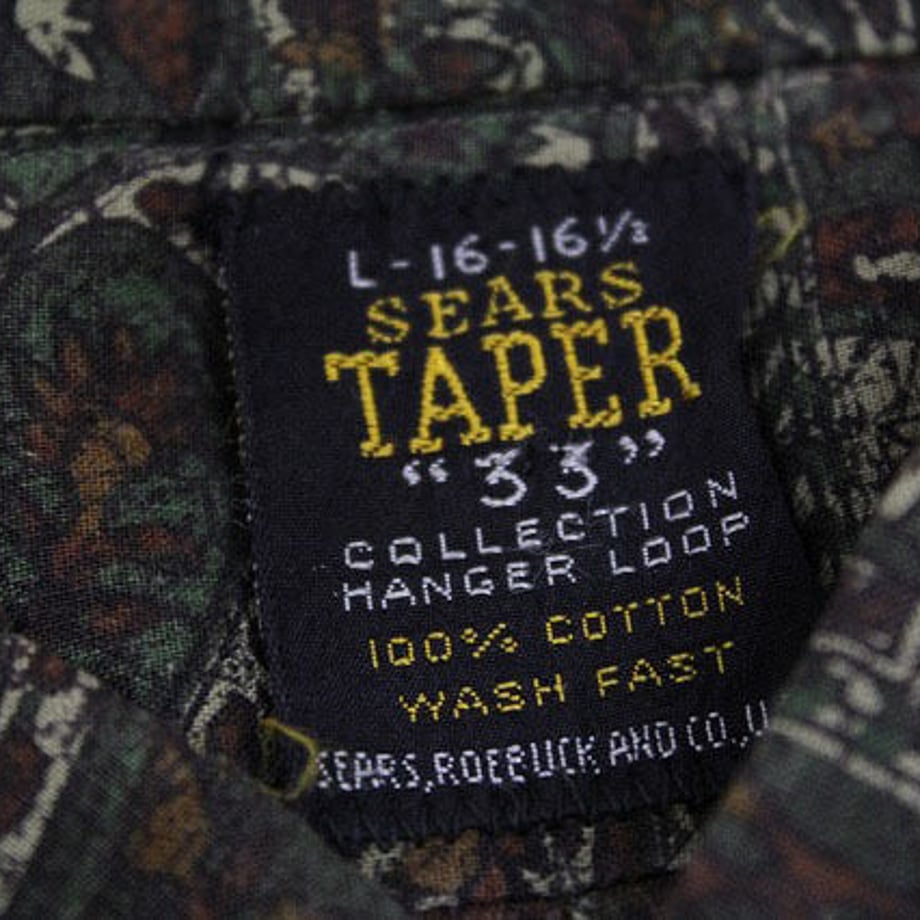 L-16-16½
SEARS
TAPER
“33”
COLLECTION
HANGER LOOP
100% COTTON
WASH FAST
SEARS,ROEBUCK AND CO.,U